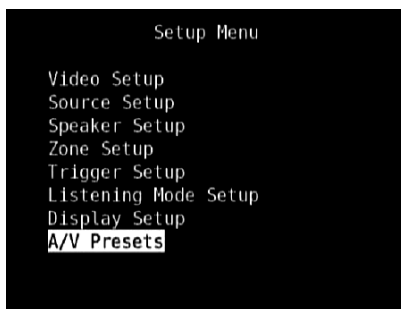 Setup Menu
Video Setup
Source Setup
Speaker Setup
Zone Setup
Trigger Setup
Listening Mode Setup
Display Setup
A/V Presets